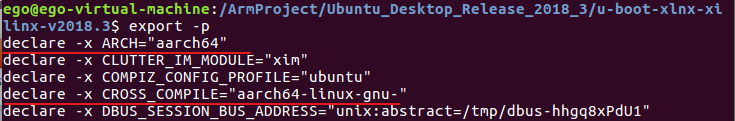 ego@ego-virtual-machine:/ArmProject/Ubuntu_Desktop_Release_2018_3/u-boot-xlnx-xi
linx-v2018.3$ export -p
declare -x ARCH="aarch64"
declare -x CLUTTER_IM_MODULE="xim"
declare -x COMPIZ_CONFIG_PROFILE="ubuntu"
declare -x CROSS_COMPILE="aarch64-linux-gnu-"
declare -x DBUS_SESSION_BUS_ADDRESS="unix:abstract=/tmp/dbus-hhgq8xPdU1"